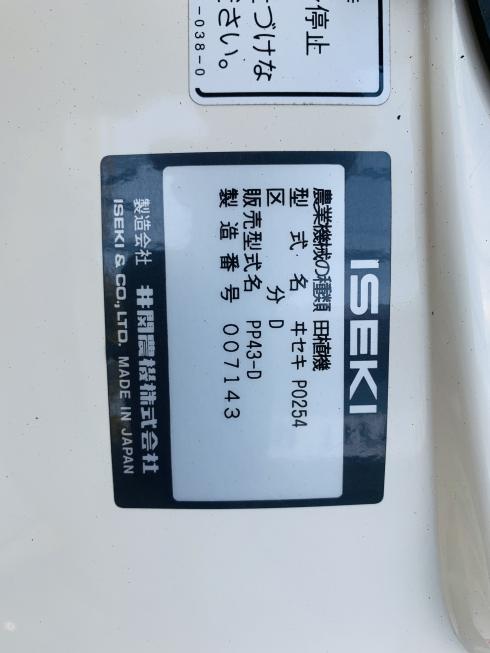 停止
づけな
さい。
-038-0
ISEKI
農業機械の種類 田植機
型式名 ヰセキ P0254
区分 D
販売型式名 PP43-D
製造番号 007143
製造会社 井関農機株式会社
ISEKI & CO., LTD. MADE IN JAPAN